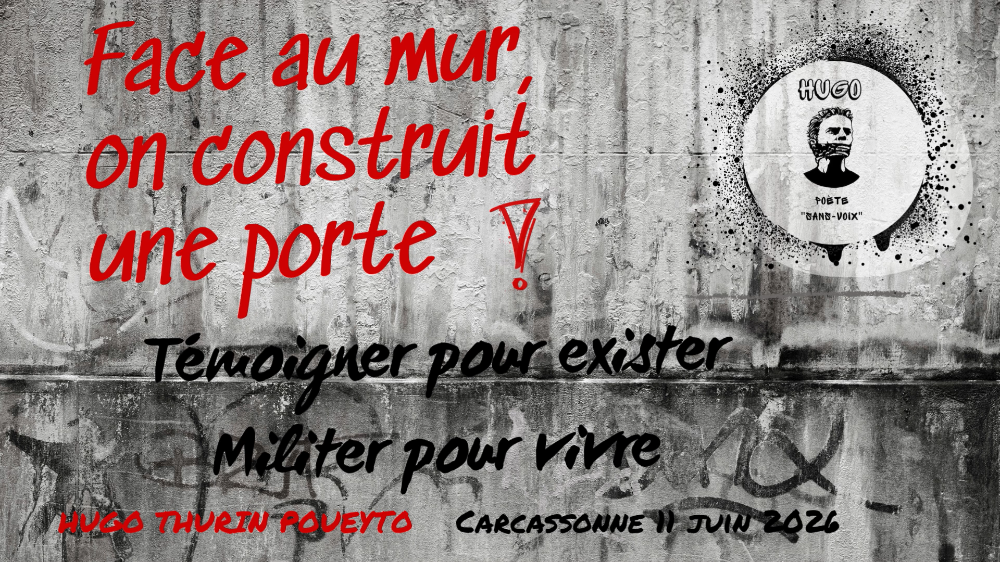 Face au mur,
on construit
une porte !
HUGO
POÈTE
"SANS-VOIX"
Témoigner pour exister
Militer pour vivre
HUGO THURIN POUEYTO
CARCASSONNE 11 JUIN 2026